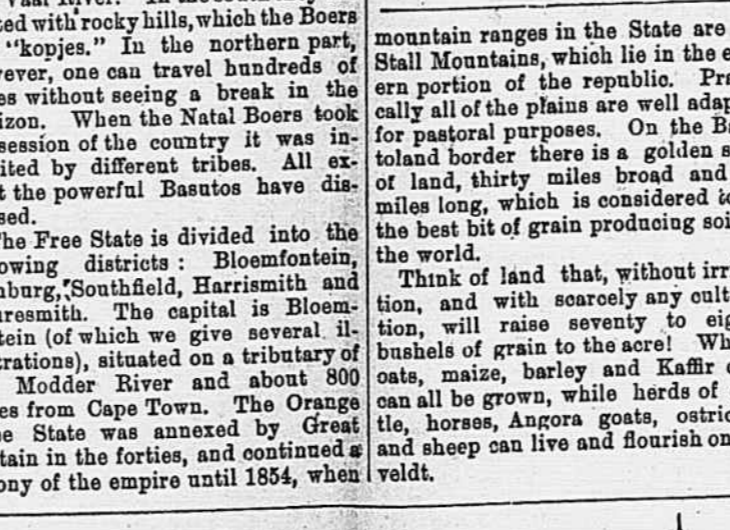 ted with rocky hills, which the Boers
"kopjes." In the northern part,
ever, one can travel hundreds of
es without seeing a break in the
izon. When the Natal Boers took
session of the country it was in-
ited by different tribes. All ex-
t the powerful Basutos have dis-
sed.
The Free State is divided into the
owing districts : Bloemfontein,
nburg, Southfield, Harrismith and
uresmith. The capital is Bloem-
tein (of which we give several il-
trations), situated on a tributary of
Modder River and about 800
es from Cape Town. The Orange
e State was annexed by Great
tain in the forties, and continued a
ony of the empire until 1854, when
mountain ranges in the State are
Stall Mountains, which lie in the e
ern portion of the republic. Pra
cally all of the plains are well adap
for pastoral purposes. On the Ba
toland border there is a golden s
of land, thirty miles broad and
miles long, which is considered to
the best bit of grain producing soi
the world.
Think of land that, without irr
tion, and with scarcely any cult
tion, will raise seventy to eig
bushels of grain to the acre! Wh
oats, maize, barley and Kaffir c
can all be grown, while herds of
tle, horses, Angora goats, ostric
and sheep can live and flourish on
veldt.